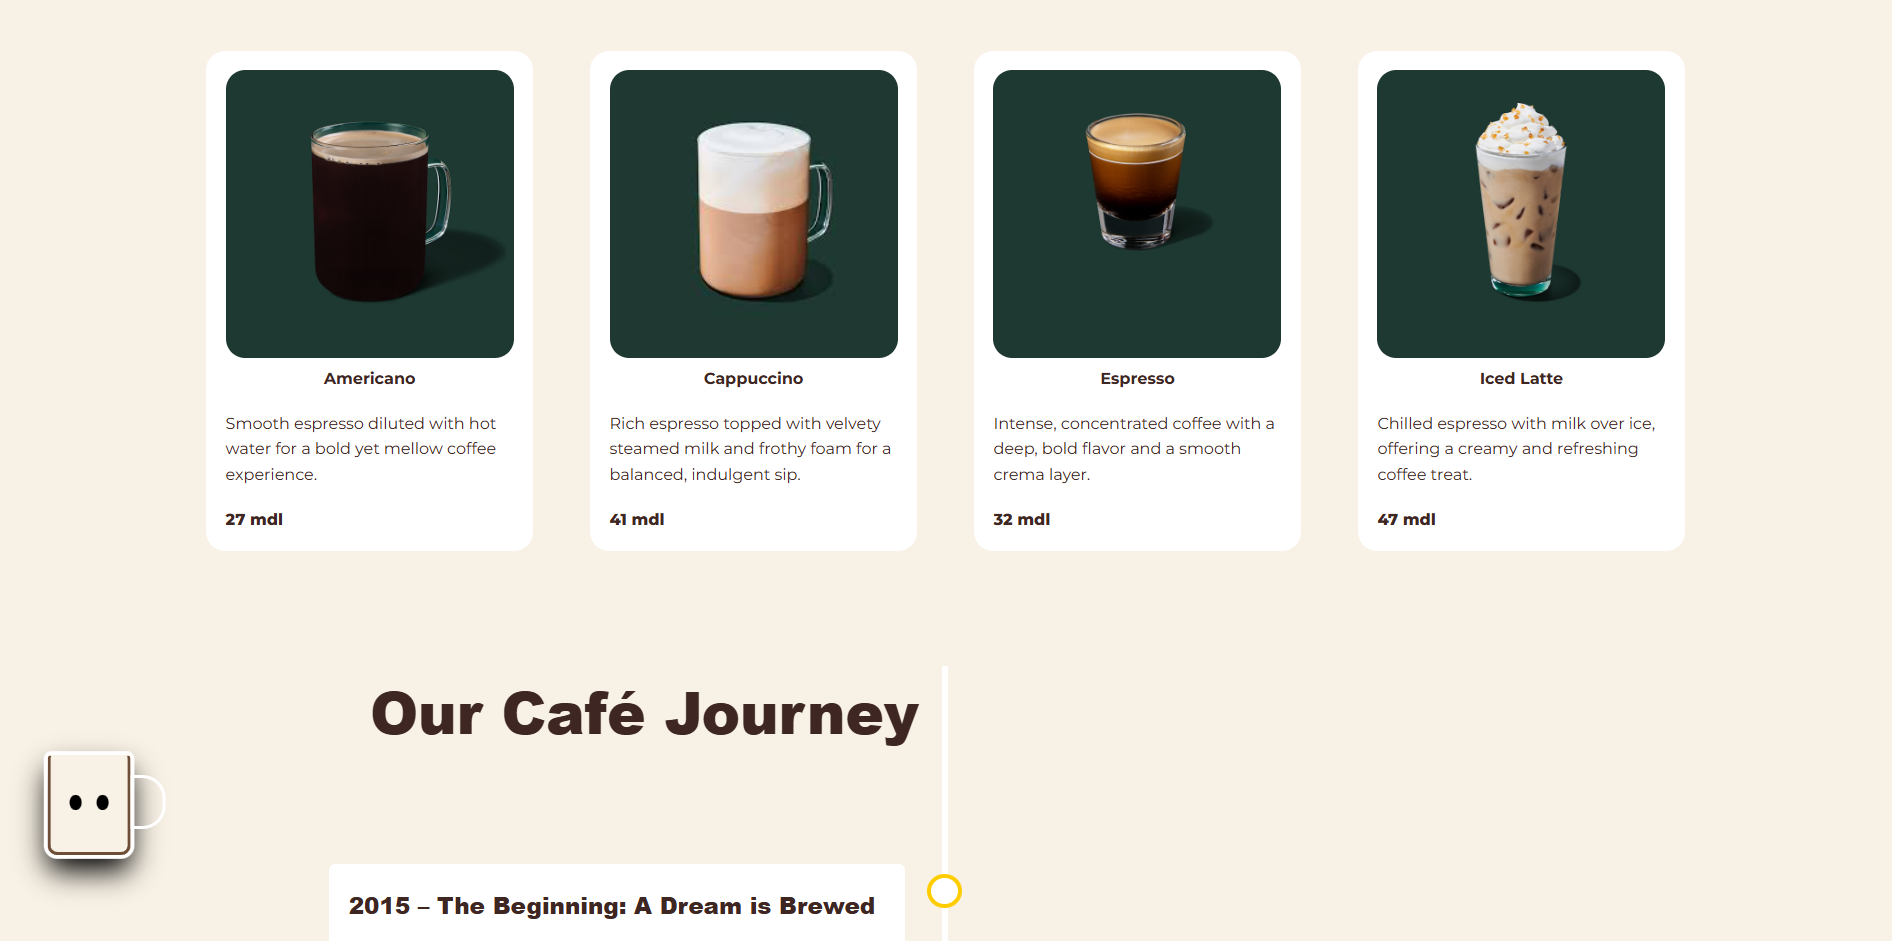 Americano
Smooth espresso diluted with hot
water for a bold yet mellow coffee
experience.
27 mdl
Cappuccino
Rich espresso topped with velvety
steamed milk and frothy foam for a
balanced, indulgent sip.
41 mdl
Espresso
Intense, concentrated coffee with a
deep, bold flavor and a smooth
crema layer.
32 mdl
Iced Latte
Chilled espresso with milk over ice,
offering a creamy and refreshing
coffee treat.
47 mdl
Our Café Journey
2015 – The Beginning: A Dream is Brewed